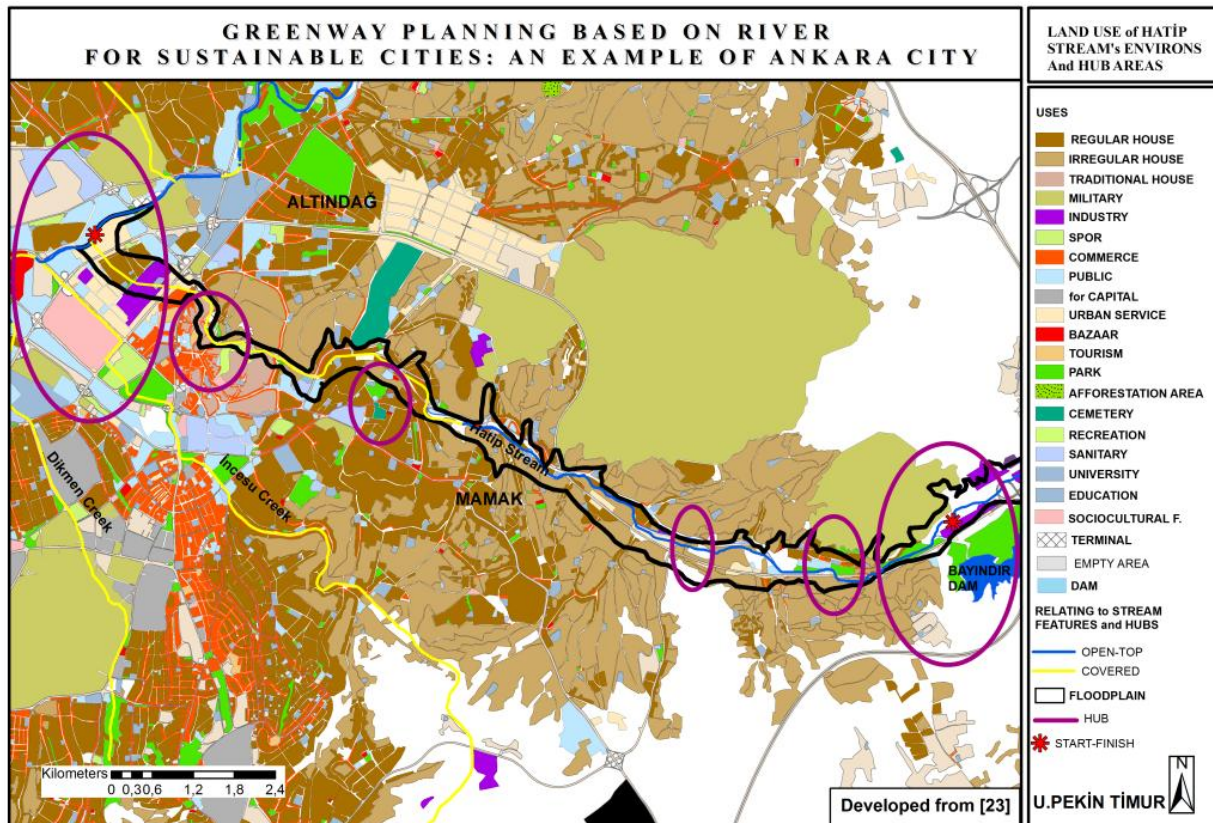 GREENWAY PLANNING BASED ON RIVER
FOR SUSTAINABLE CITIES: AN EXAMPLE OF ANKARA CITY
LAND USE of HATİP
STREAM's ENVIRONS
And HUB AREAS
ALTINDAĞ
Hatip Stream
MAMAK
Dikmen Creek
İncesu Creek
BAYINDIR
DAM
Kilometers
0 0,30,6 1,2 1,8 2,4
Developed from [23]
USES
REGULAR HOUSE
IRREGULAR HOUSE
TRADITIONAL HOUSE
MILITARY
INDUSTRY
SPOR
COMMERCE
PUBLIC
for CAPITAL
URBAN SERVICE
BAZAAR
TOURISM
PARK
AFFORESTATION AREA
CEMETERY
RECREATION
SANITARY
UNIVERSITY
EDUCATION
SOCIOCULTURAL F.
TERMINAL
EMPTY AREA
DAM
RELATING to STREAM
FEATURES and HUBS
OPEN-TOP
COVERED
FLOODPLAIN
HUB
START-FINISH
N
U.PEKİN TİMUR